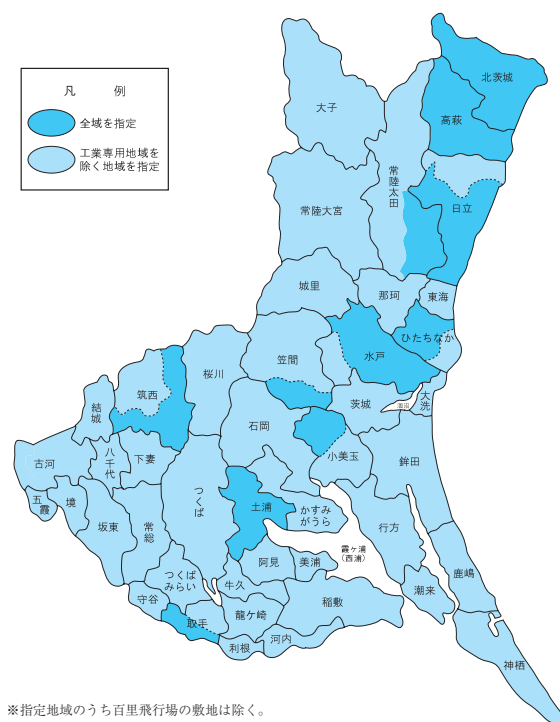 凡 例
全域を指定
工業専用地域を
除く地域を指定
北茨城
大子
高萩
常陸太田
日立
常陸大宮
城里
那珂
東海
ひたちなか
水戸
笠間
桜川
筑西
結城
茨城
涸沼
大洗
石岡
小美玉
鉾田
古河
八千代
下妻
五霞
境
坂東
常総
つくば
土浦
かすみ
がうら
行方
霞ヶ浦
(西浦)
阿見
美浦
つくば
みらい
牛久
稲敷
潮来
鹿嶋
守谷
取手
龍ケ崎
利根
河内
神栖
※指定地域のうち百里飛行場の敷地は除く。